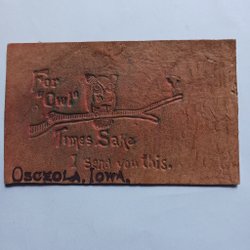 For
"Owl"
Times Sake
I send you this.
OSCEOLA, IOWA.